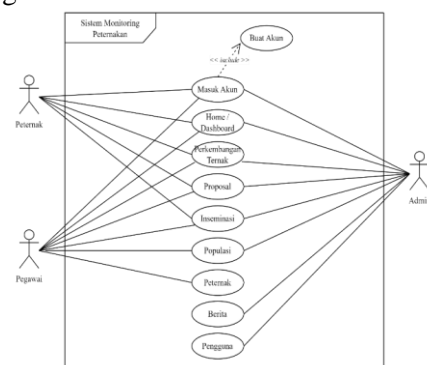 Sistem Monitoring
Peternakan
Buat Akun
<< include >>
Masuk Akun
Home /
Dashboard
Perkembangan
Ternak
Proposal
Inseminasi
Populasi
Peternak
Berita
Pengguna
Peternak
Pegawai
Admi